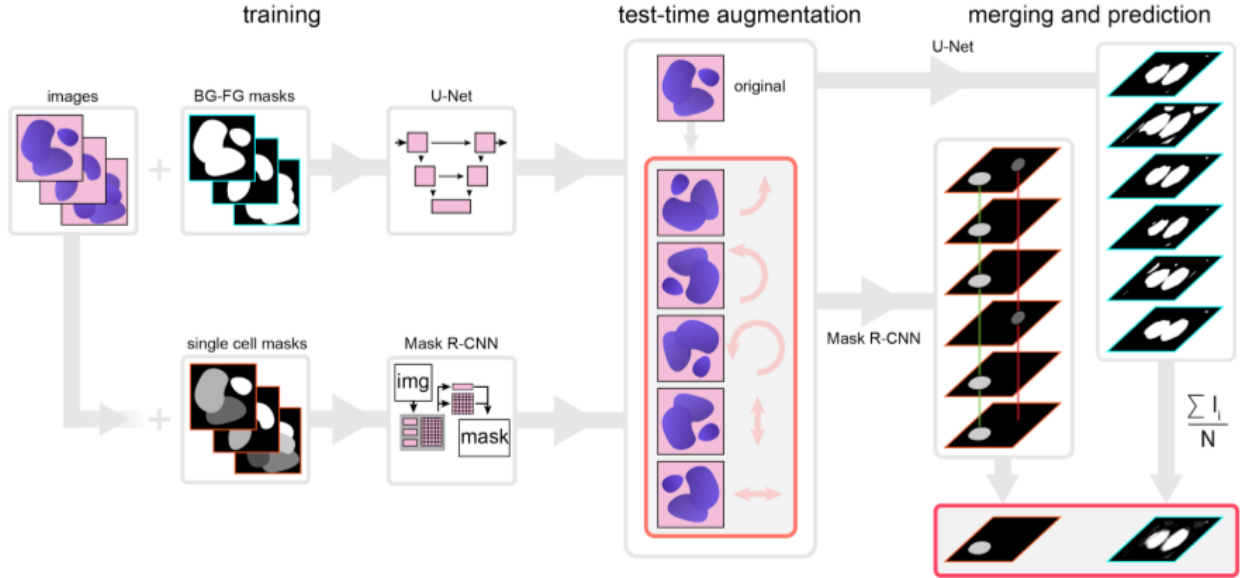 training
test-time augmentation
merging and prediction
images
BG-FG masks
U-Net
original
U-Net
+
single cell masks
Mask R-CNN
+
img
mask
Mask R-CNN
∑ Iᵢ
N